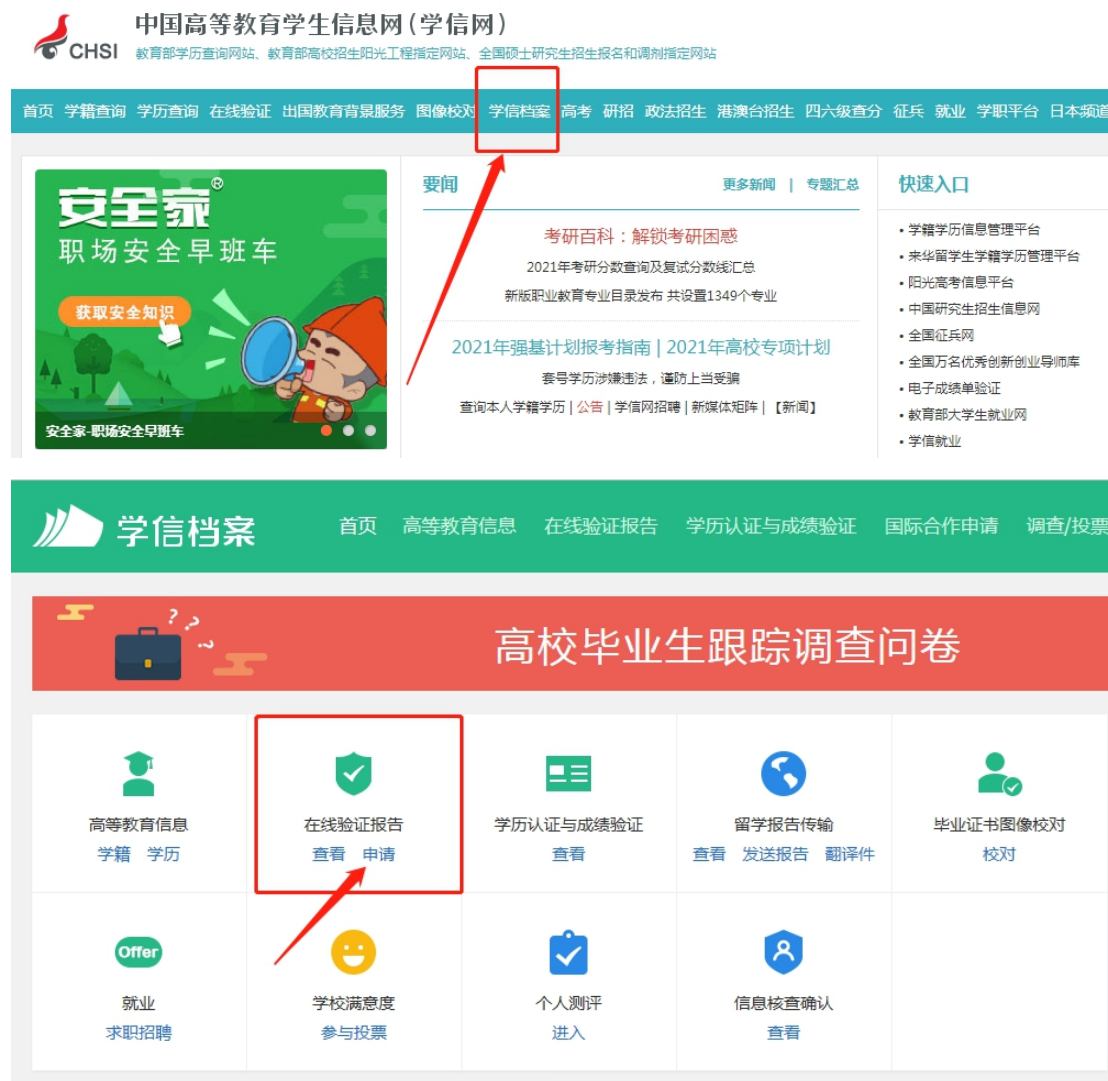 中国高等教育学生信息网(学信网)
CHSI 教育部学历查询网站、教育部高校招生阳光工程指定网站、全国硕士研究生招生报名和调剂指定网站
首页 学籍查询 学历查询 在线验证 出国教育背景服务 图像校对 学信档案 高考 研招 政法招生 港澳台招生 四六级查分 征兵 就业 学职平台 日本频道
安全家®
职场安全早班车
获取安全知识
安全家-职场安全早班车
要闻 更多新闻 | 专题汇总
考研百科：解锁考研困惑
2021年考研分数查询及复试分数线汇总
新版职业教育专业目录发布 共设置1349个专业
2021年强基计划报考指南 | 2021年高校专项计划
套号学历涉嫌违法，谨防上当受骗
查询本人学籍学历 | 公告 | 学信网招聘 | 新媒体矩阵 | 【新闻】
快速入口
• 学籍学历信息管理平台
• 来华留学生学籍学历管理平台
• 阳光高考信息平台
• 中国研究生招生信息网
• 全国征兵网
• 全国万名优秀创新创业导师库
• 电子成绩单验证
• 教育部大学生就业网
• 学信就业
学信档案 首页 高等教育信息 在线验证报告 学历认证与成绩验证 国际合作申请 调查/投票
? ? ?
高校毕业生跟踪调查问卷
高等教育信息 在线验证报告 学历认证与成绩验证 留学报告传输 毕业证书图像校对
学籍 学历 查看 申请 查看 查看 发送报告 翻译件 校对
Offer
就业 学校满意度 个人测评 信息核查确认
求职招聘 参与投票 进入 查看